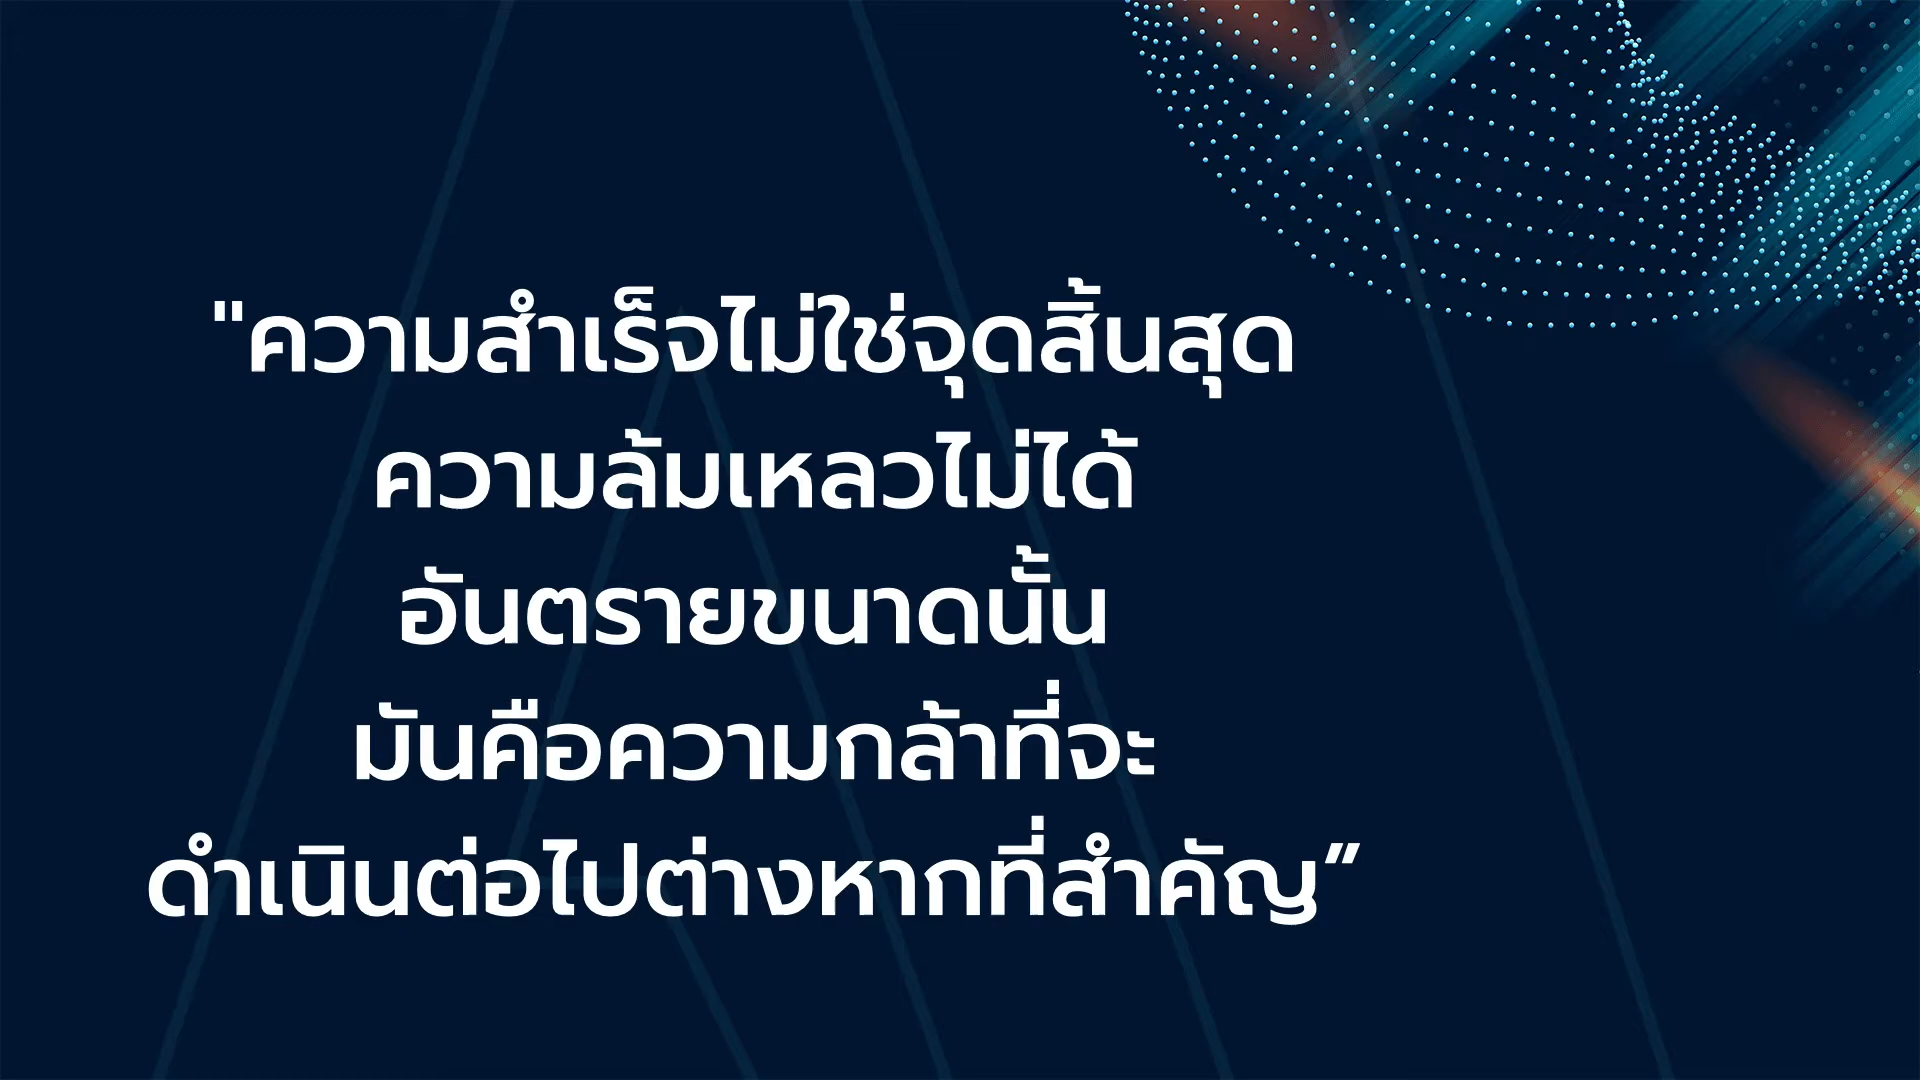 "ความสำเร็จไม่ใช่จุดสิ้นสุด
ความล้มเหลวไม่ได้
อันตรายขนาดนั้น
มันคือความกล้าที่จะ
ดำเนินต่อไปต่างหากที่สำคัญ”